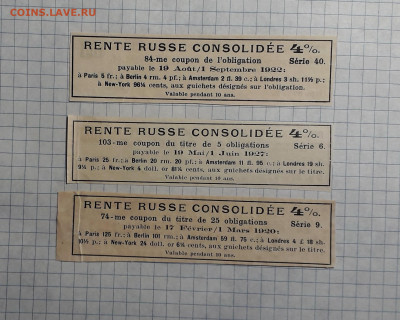 COINS.LAVE.RU
RENTE RUSSE CONSOLIDÉE 4%.
84-me coupon de l'obligation Série 40.
payable le 19 Août/1 Septembre 1922:
à Paris 5 fr.; à Berlin 4 rm. 4 pf.; à Amsterdam 2 fl. 39 c.; à Londres 3 sh. 11½ p.;
à New-York 96¼ cents, aux guichets désignés sur l'obligation.
Valable pendant 10 ans.
RENTE RUSSE CONSOLIDÉE 4%.
103-me coupon du titre de 5 obligations Série 6.
payable le 19 Mai/1 Juin 1927:
à Paris 25 fr.; à Berlin 20 rm. 20 pf.; à Amsterdam 11 fl. 95 c.; à Londres 19 sh.
p.; à New-York 4 doll. 81¼ cents, aux guichets désignés sur le titre.
Valable pendant 10 ans.
RENTE RUSSE CONSOLIDÉE 4%.
74-me coupon du titre de 25 obligations Série 9.
payable le 17 Février/1 Mars 1920:
à Paris 125 fr.; à Berlin 101 rm.; à Amsterdam 59 fl. 75 c.; à Londres 4 £ 18 sh.
p.; à New-York 24 doll. 6¼ cents, aux guichets désignés sur le titre.
Valable pendant 10 ans.